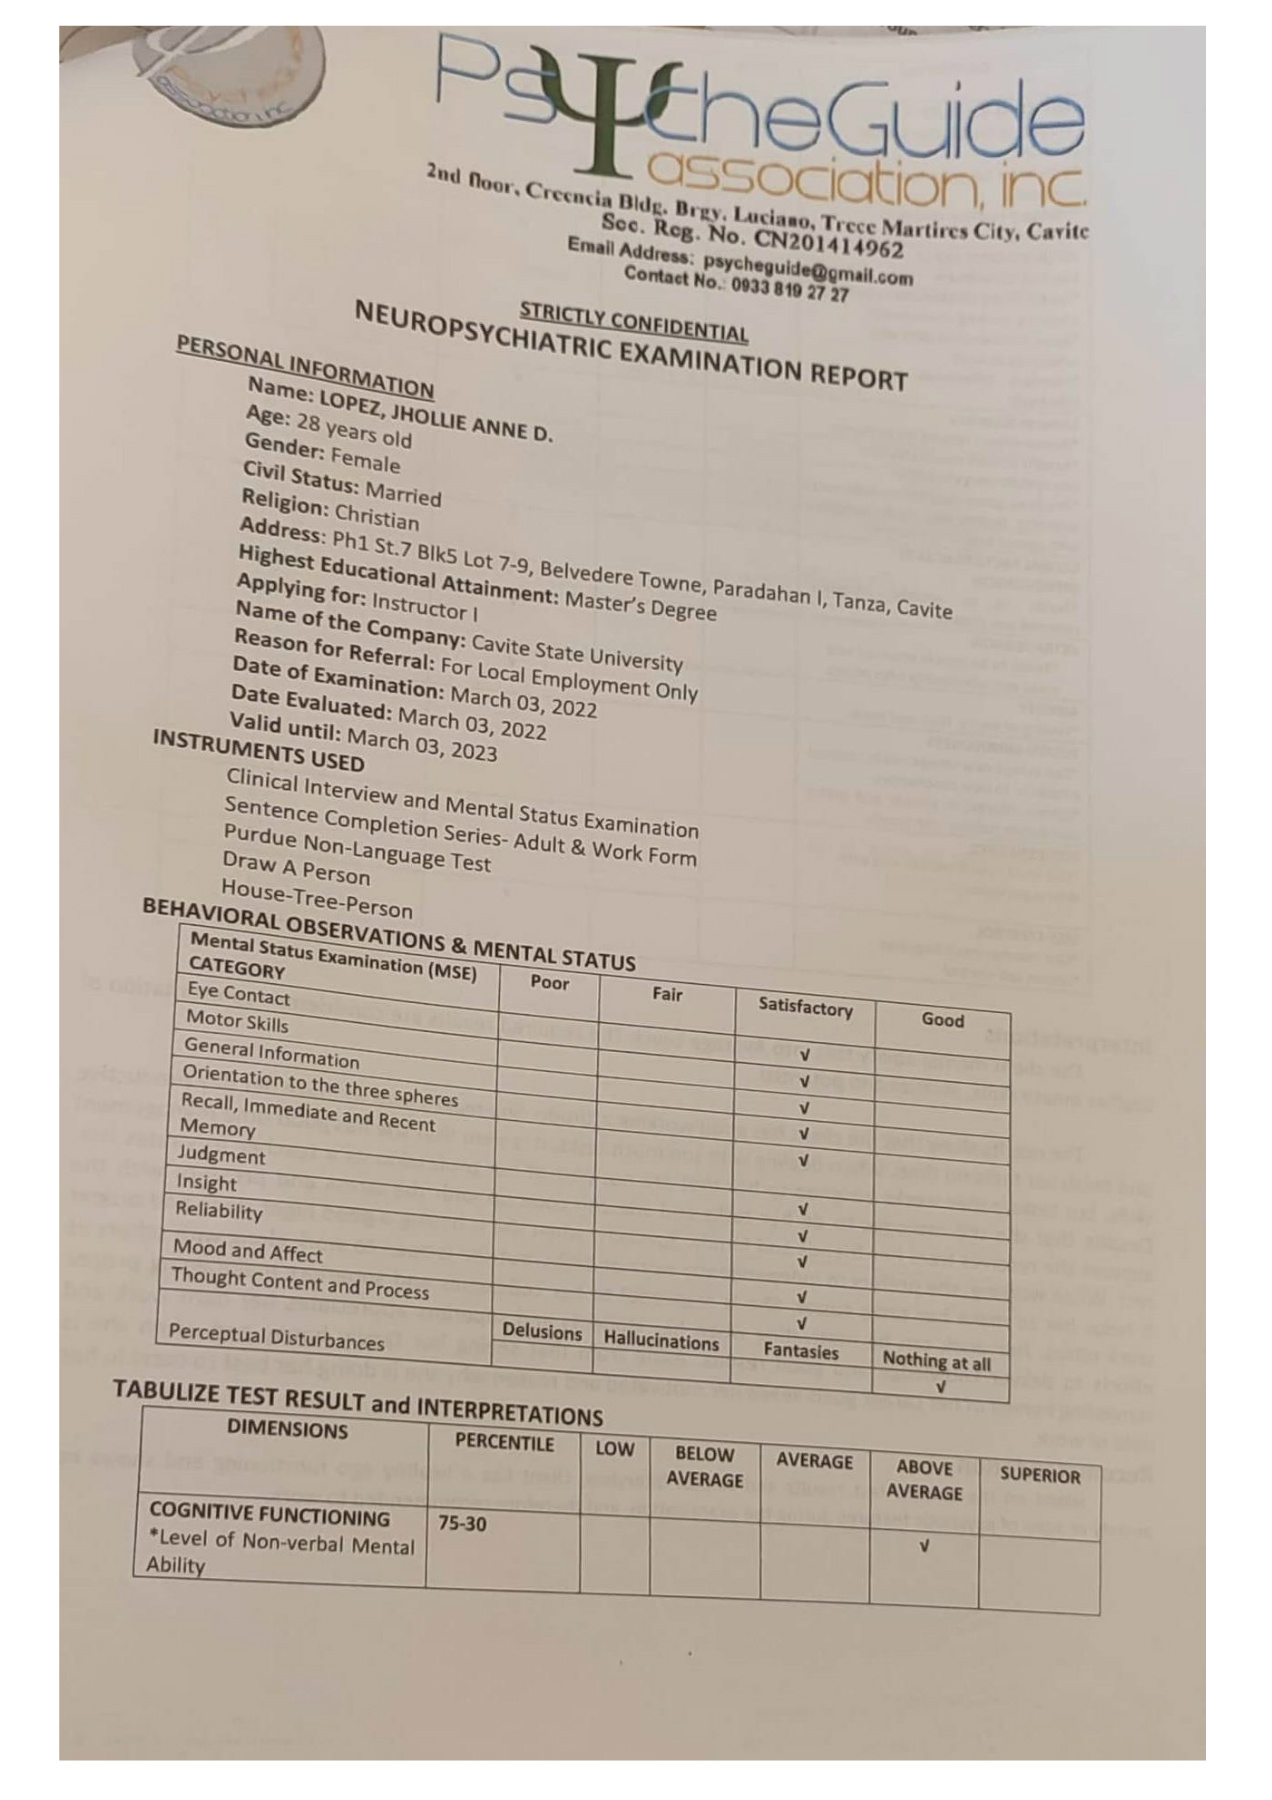 PsΨcheGuide
association, inc.
2nd floor, Creencia Bldg. Brgy. Luciano, Trece Martires City, Cavite
Sec. Reg. No. CN201414962
Email Address: psycheguide@gmail.com
Contact No.: 0933 819 27 27
STRICTLY CONFIDENTIAL
NEUROPSYCHIATRIC EXAMINATION REPORT
PERSONAL INFORMATION
Name: LOPEZ, JHOLLIE ANNE D.
Age: 28 years old
Gender: Female
Civil Status: Married
Religion: Christian
Address: Ph1 St.7 Blk5 Lot 7-9, Belvedere Towne, Paradahan I, Tanza, Cavite
Highest Educational Attainment: Master's Degree
Applying for: Instructor I
Name of the Company: Cavite State University
Reason for Referral: For Local Employment Only
Date of Examination: March 03, 2022
Date Evaluated: March 03, 2022
Valid until: March 03, 2023
INSTRUMENTS USED
Clinical Interview and Mental Status Examination
Sentence Completion Series- Adult & Work Form
Purdue Non-Language Test
Draw A Person
House-Tree-Person
BEHAVIORAL OBSERVATIONS & MENTAL STATUS
Mental Status Examination (MSE) Poor Fair Satisfactory Good
CATEGORY
Eye Contact √
Motor Skills √
General Information √
Orientation to the three spheres √
Recall, Immediate and Recent √
Memory
Judgment √
Insight √
Reliability √
Mood and Affect √
Thought Content and Process √
Perceptual Disturbances Delusions Hallucinations Fantasies Nothing at all
√
TABULIZE TEST RESULT and INTERPRETATIONS
DIMENSIONS PERCENTILE LOW BELOW AVERAGE ABOVE SUPERIOR
AVERAGE AVERAGE
COGNITIVE FUNCTIONING 75-30
*Level of Non-verbal Mental √
Ability